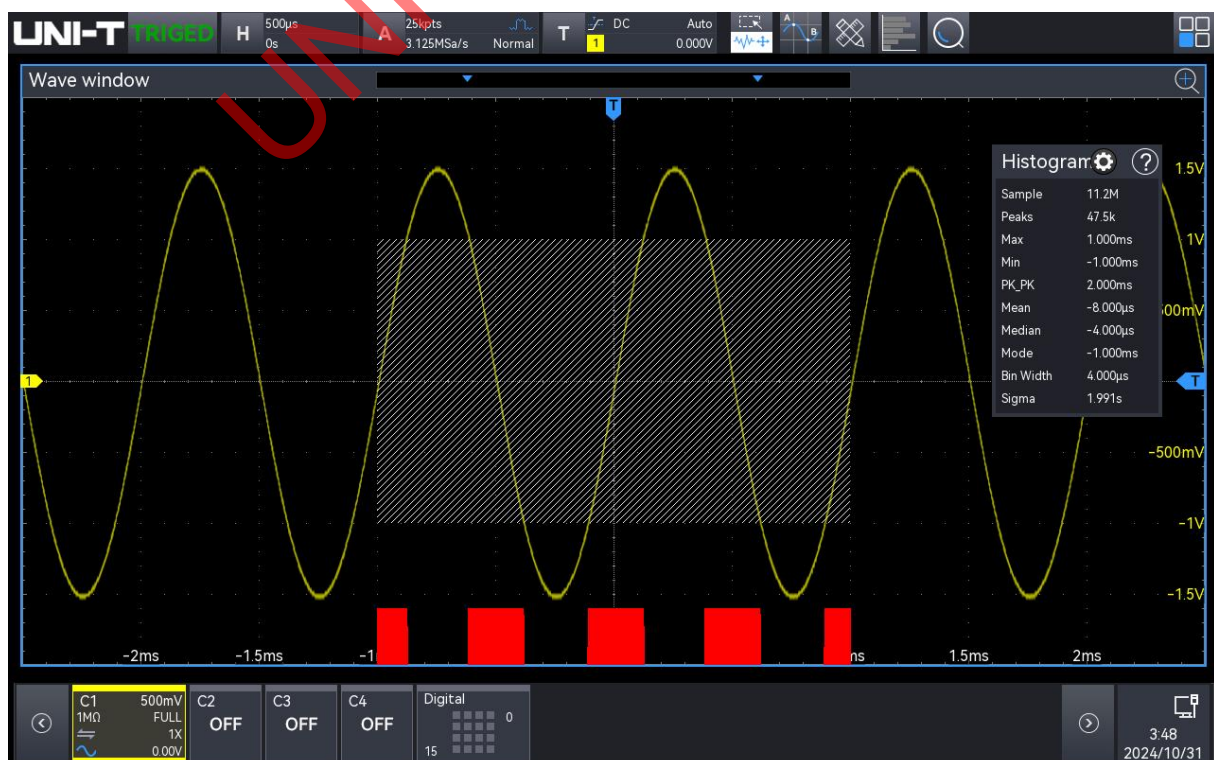 UNI-T TRIGED H 500µs 0s A 25kpts 3.125MSa/s Normal T DC 1 Auto 0.000V A B
Wave window
T
Histogram ?
Sample 11.2M
Peaks 47.5k
Max 1.000ms
Min -1.000ms
PK_PK 2.000ms
Mean -8.000µs
Median -4.000µs
Mode -1.000ms
Bin Width 4.000µs
Sigma 1.991s
1.5V
1V
00mV
1
T
-500mV
-1V
-1.5V
-2ms -1.5ms -1 ms 1.5ms 2ms
C1 500mV
1MΩ FULL
1X
0.00V
C2
OFF
C3
OFF
C4
OFF
Digital
0
15
3:48
2024/10/31
UNI